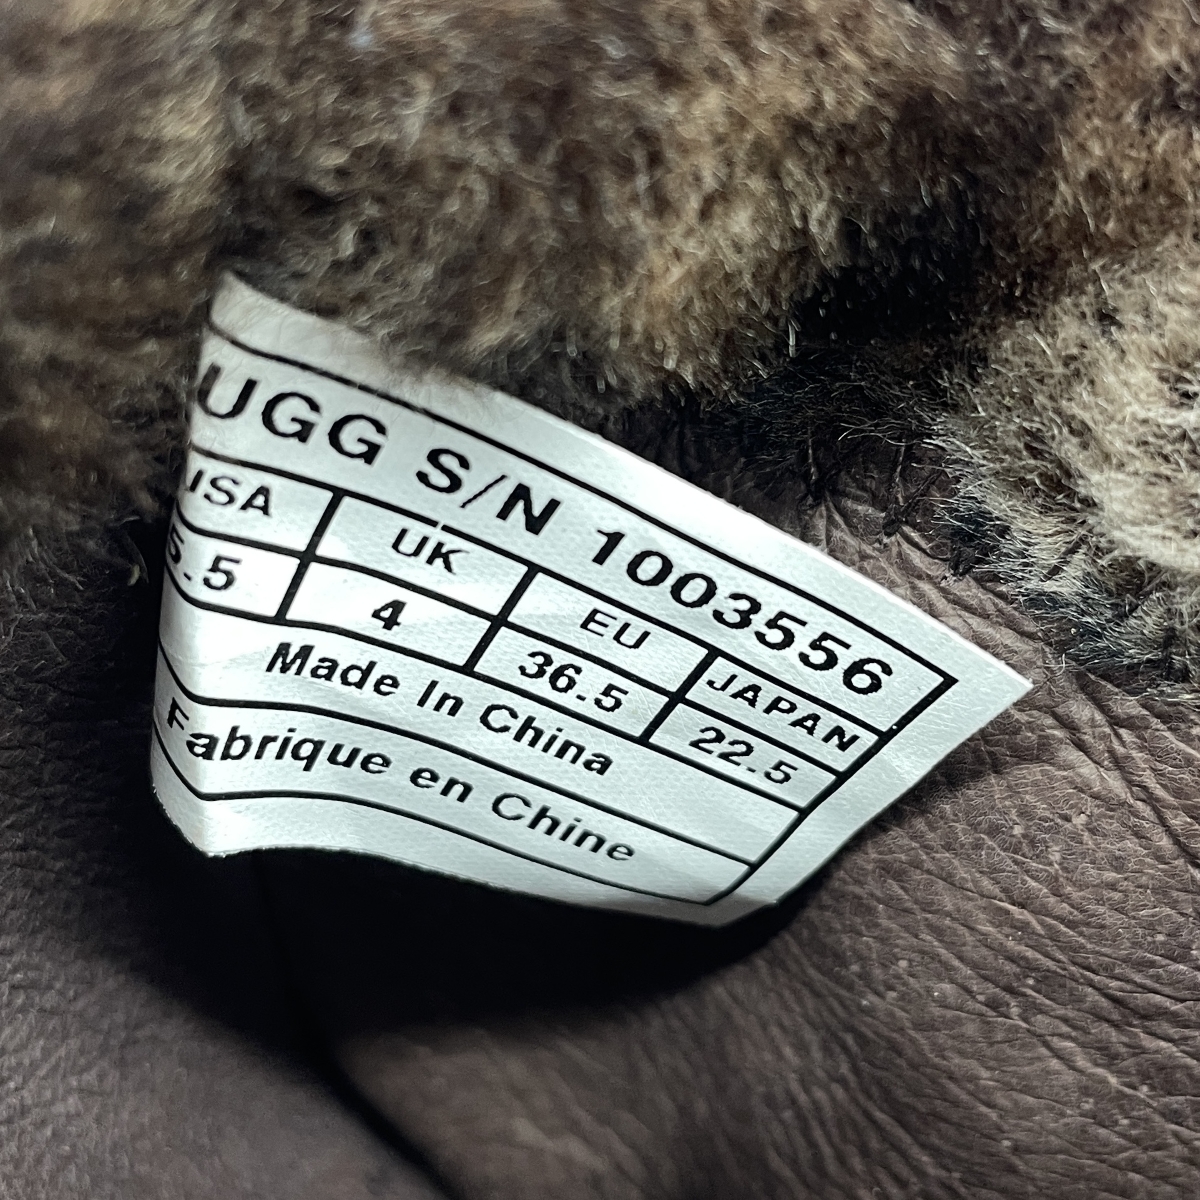 UGG S/N 1003556
USA UK EU JAPAN
5.5 4 36.5 22.5
Made In China
Fabrique en Chine